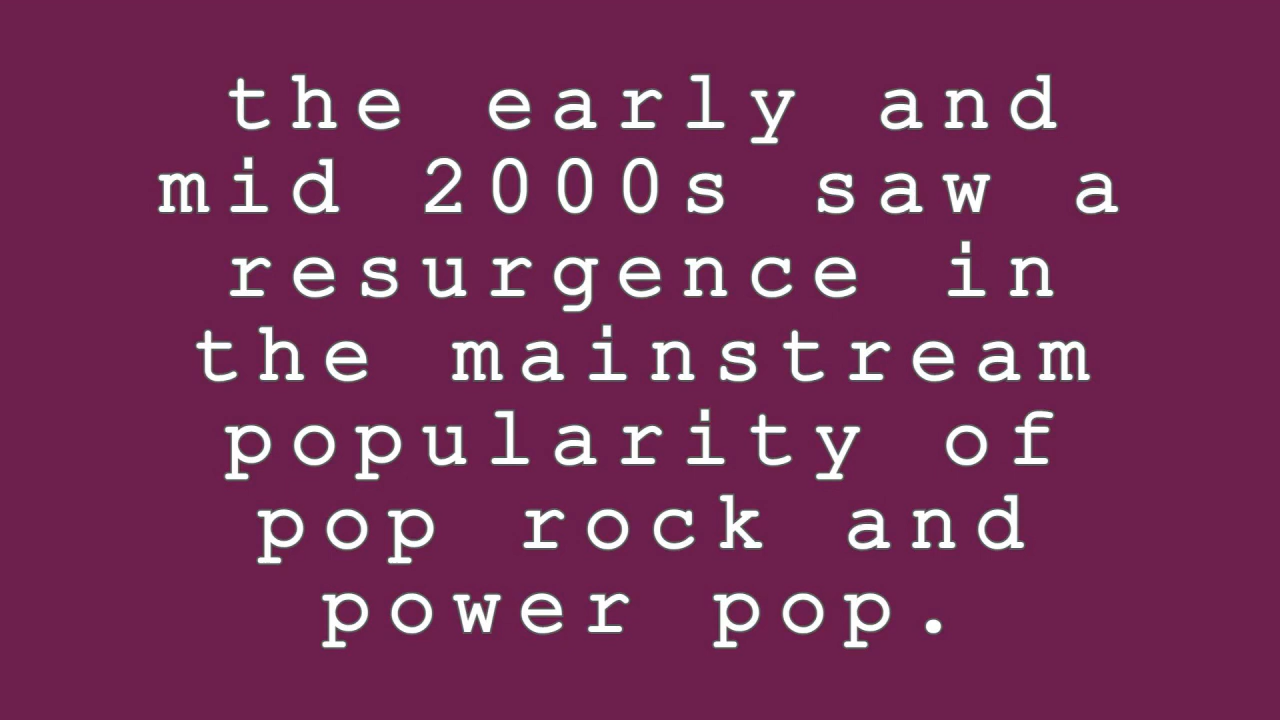 the early and
mid 2000s saw a
resurgence in
the mainstream
popularity of
pop rock and
power pop.